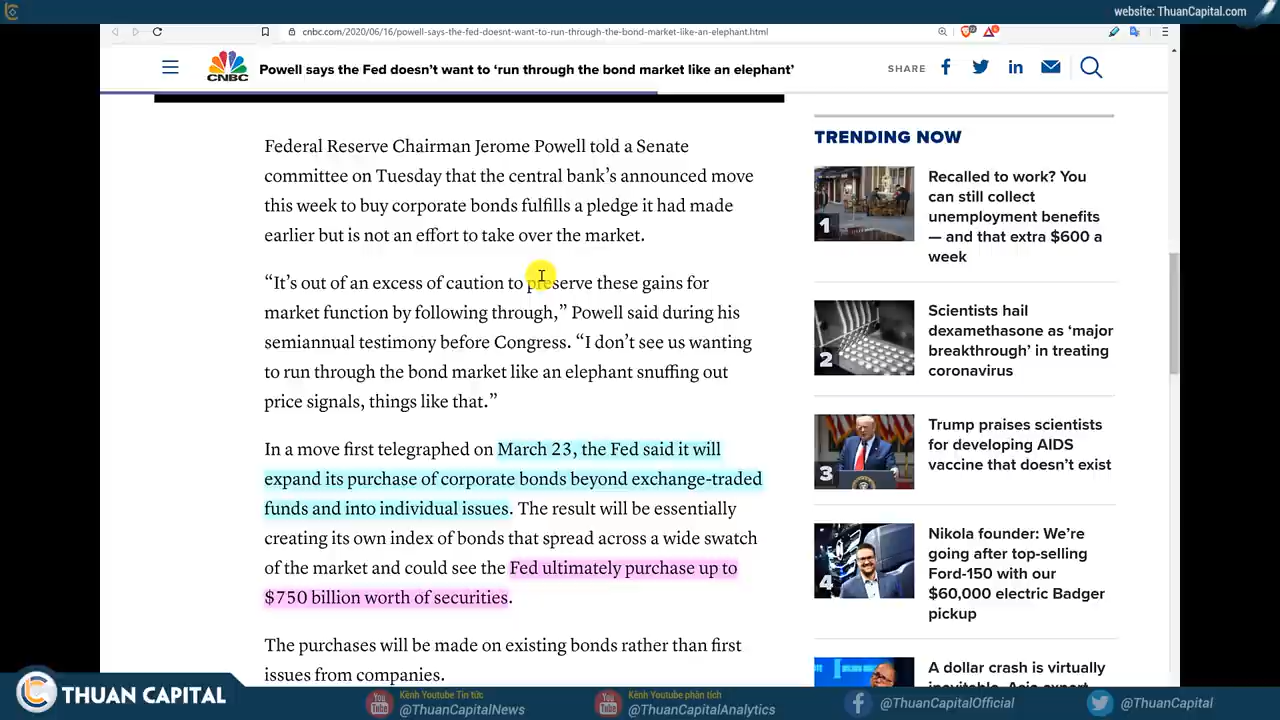 website: ThuanCapital.com
cnbc.com/2020/06/16/powell-says-the-fed-doesnt-want-to-run-through-the-bond-market-like-an-elephant.html
CNBC
Powell says the Fed doesn’t want to ‘run through the bond market like an elephant’
SHARE
Federal Reserve Chairman Jerome Powell told a Senate
committee on Tuesday that the central bank’s announced move
this week to buy corporate bonds fulfills a pledge it had made
earlier but is not an effort to take over the market.
“It’s out of an excess of caution to preserve these gains for
market function by following through,” Powell said during his
semiannual testimony before Congress. “I don’t see us wanting
to run through the bond market like an elephant snuffing out
price signals, things like that.”
In a move first telegraphed on March 23, the Fed said it will
expand its purchase of corporate bonds beyond exchange-traded
funds and into individual issues. The result will be essentially
creating its own index of bonds that spread across a wide swatch
of the market and could see the Fed ultimately purchase up to
$750 billion worth of securities.
The purchases will be made on existing bonds rather than first
issues from companies.
TRENDING NOW
1
Recalled to work? You
can still collect
unemployment benefits
— and that extra $600 a
week
2
Scientists hail
dexamethasone as ‘major
breakthrough’ in treating
coronavirus
3
Trump praises scientists
for developing AIDS
vaccine that doesn’t exist
4
Nikola founder: We’re
going after top-selling
Ford-150 with our
$60,000 electric Badger
pickup
A dollar crash is virtually
THUAN CAPITAL
You Tube
Kênh Youtube Tin tức
@ThuanCapitalNews
You Tube
Kênh Youtube phân tích
@ThuanCapitalAnalytics
@ThuanCapitalOfficial
@ThuanCapital